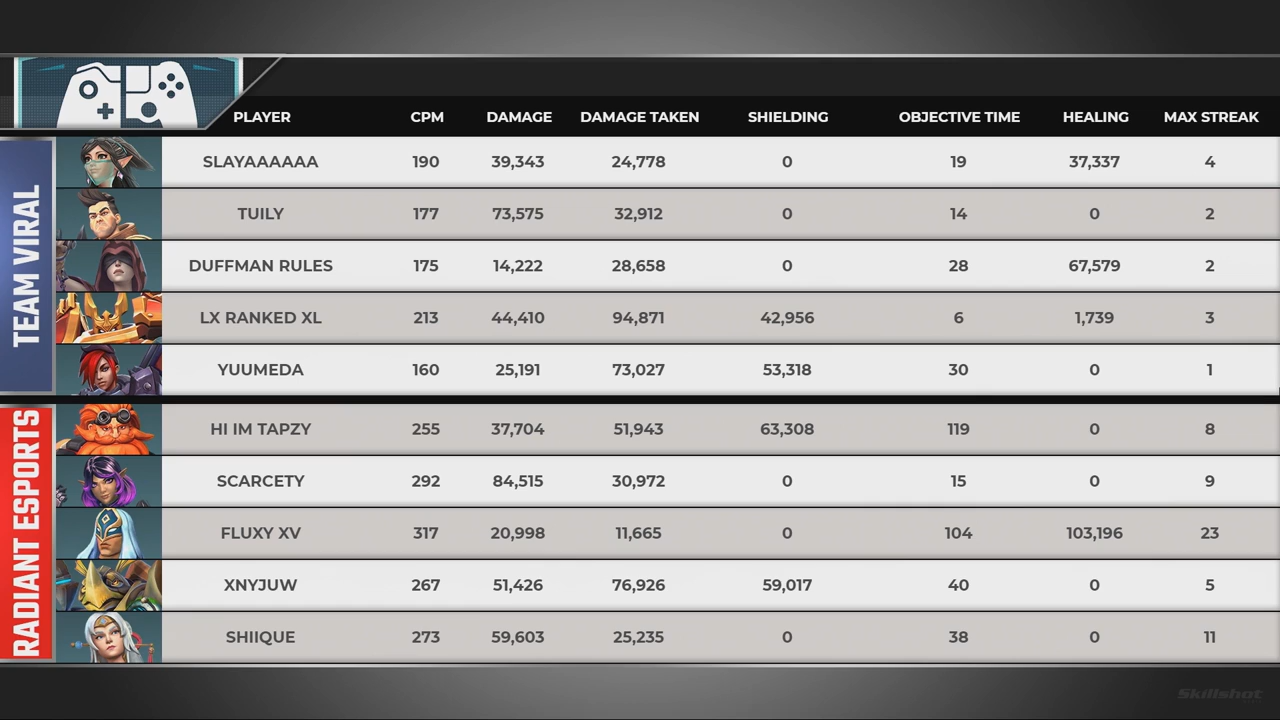 PLAYER CPM DAMAGE DAMAGE TAKEN SHIELDING OBJECTIVE TIME HEALING MAX STREAK
TEAM VIRAL
SLAYAAAAAA 190 39,343 24,778 0 19 37,337 4
TUILY 177 73,575 32,912 0 14 0 2
DUFFMAN RULES 175 14,222 28,658 0 28 67,579 2
LX RANKED XL 213 44,410 94,871 42,956 6 1,739 3
YUUMEDA 160 25,191 73,027 53,318 30 0 1
RADIANT ESPORTS
HI IM TAPZY 255 37,704 51,943 63,308 119 0 8
SCARCETY 292 84,515 30,972 0 15 0 9
FLUXY XV 317 20,998 11,665 0 104 103,196 23
XNYJUW 267 51,426 76,926 59,017 40 0 5
SHIIQUE 273 59,603 25,235 0 38 0 11
Skillshot